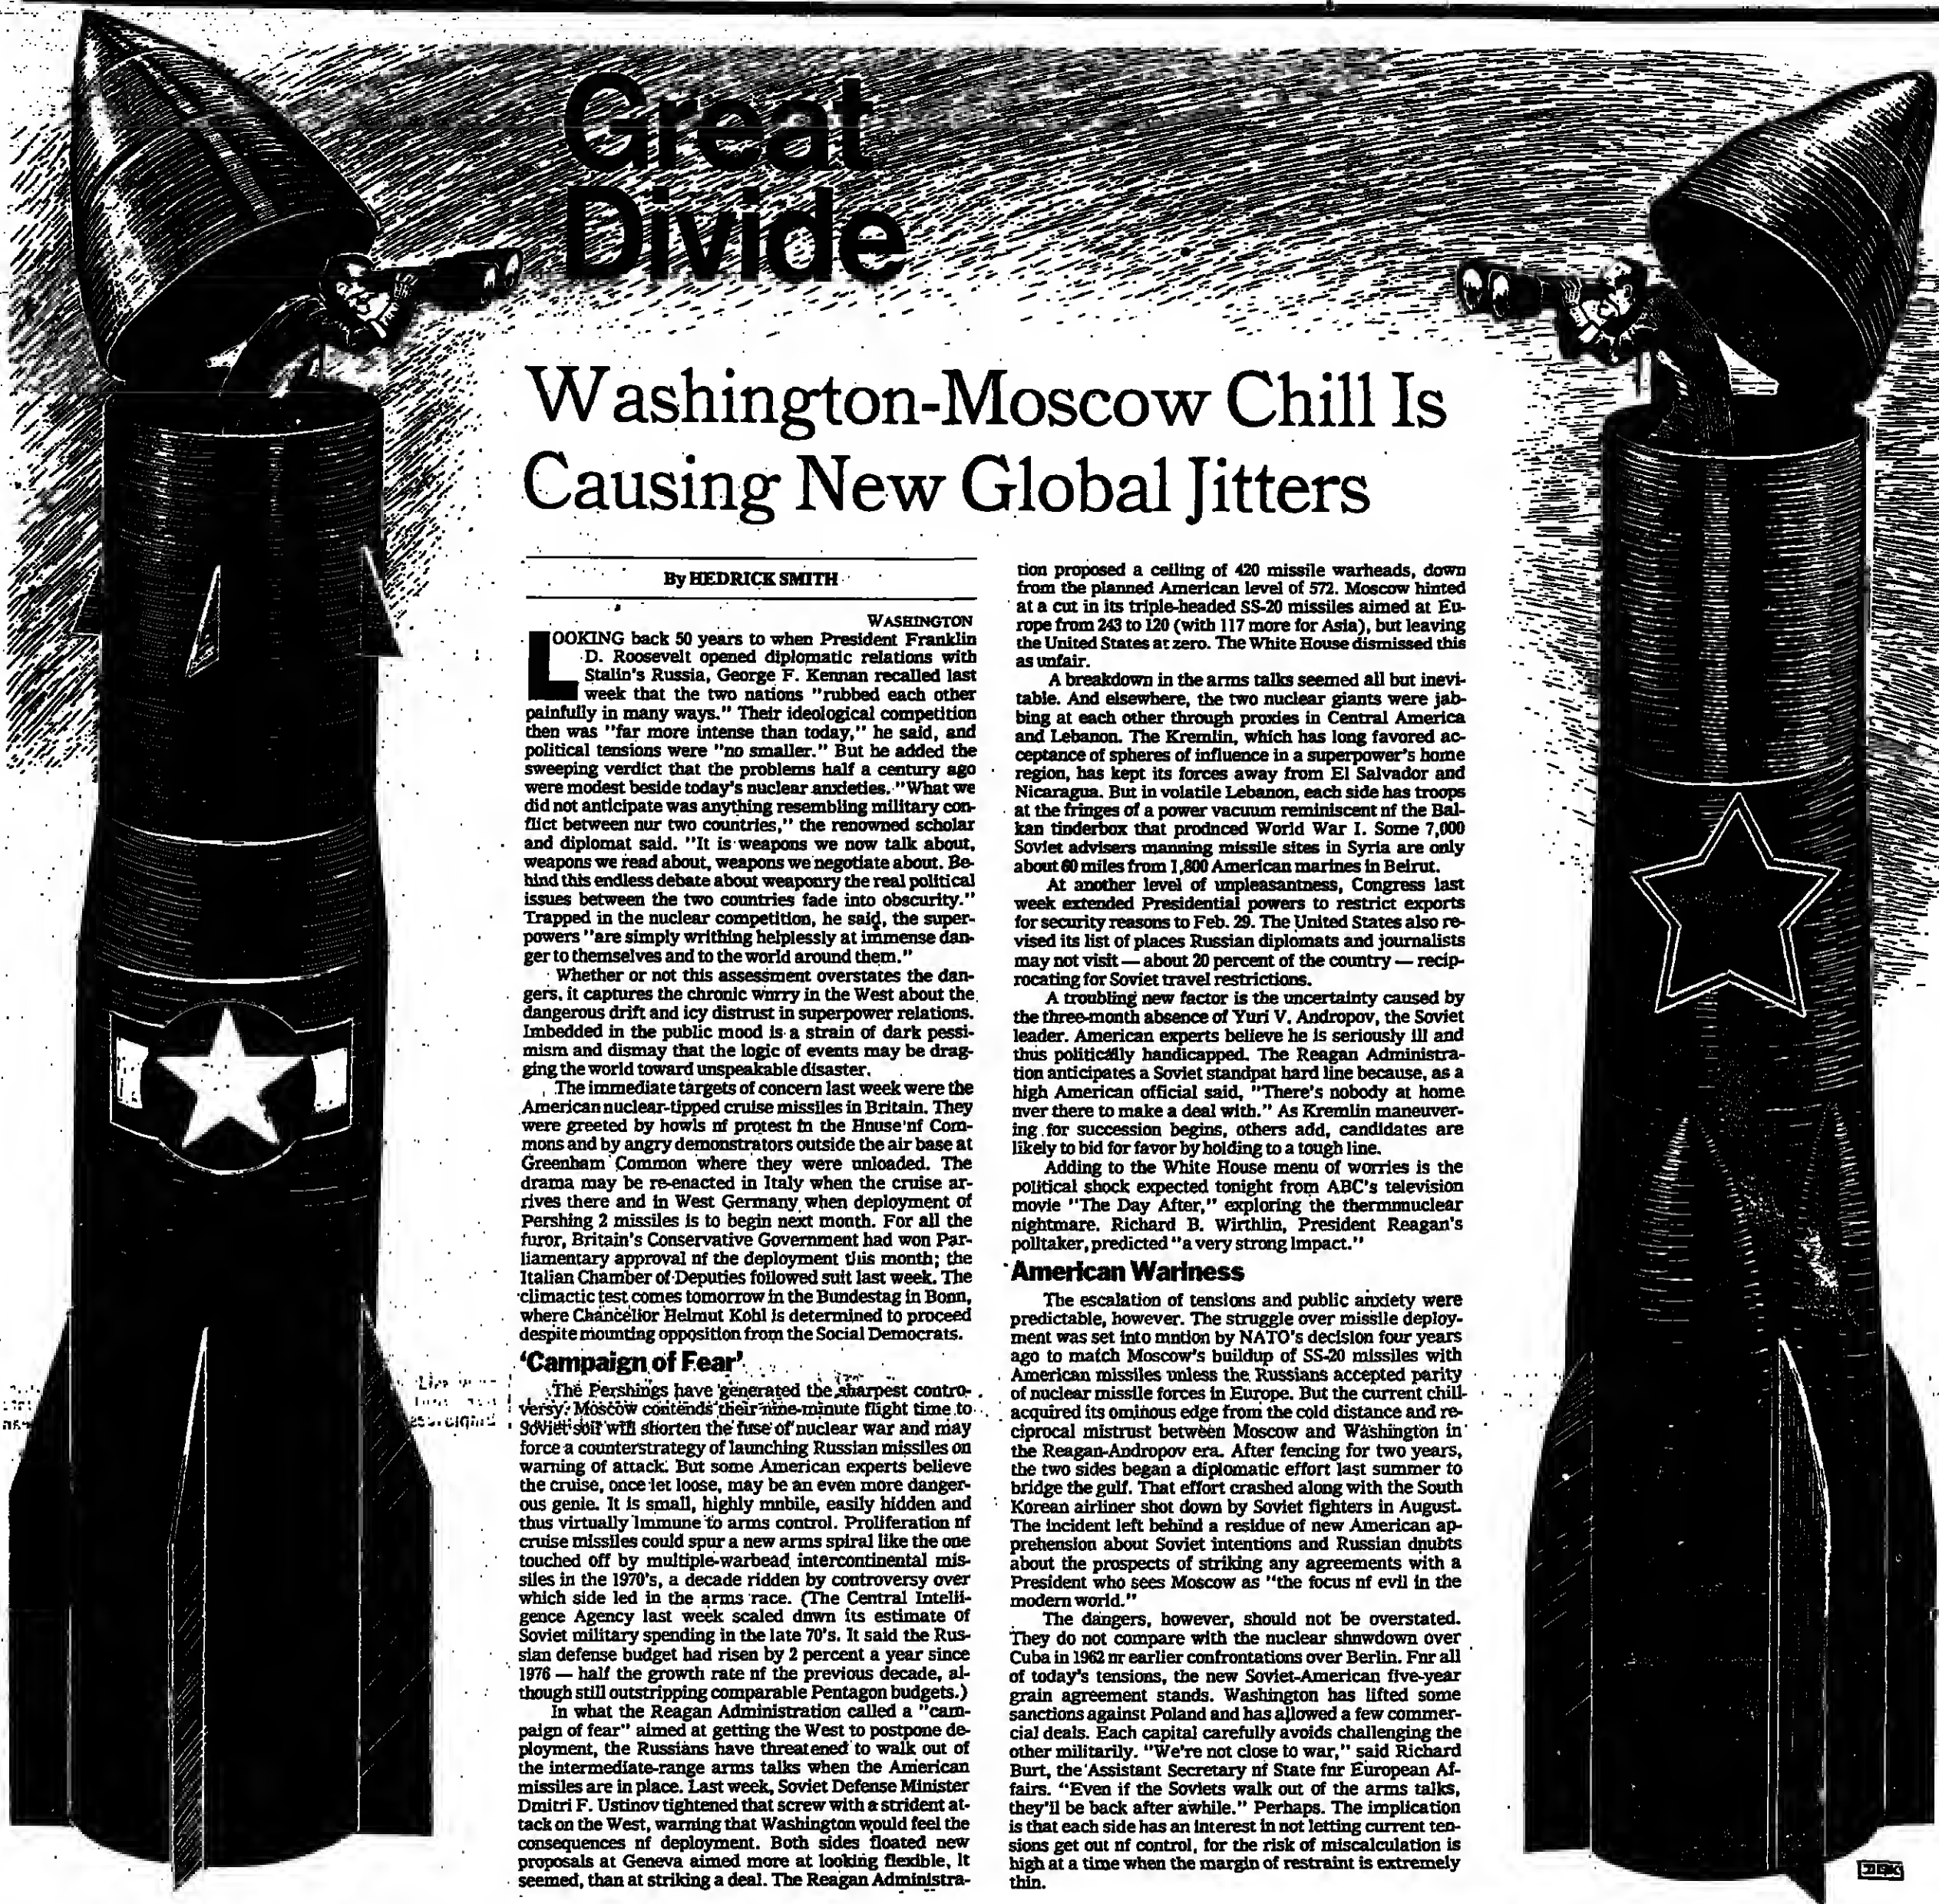 Great
Divide
Washington-Moscow Chill Is
Causing New Global Jitters
By HEDRICK SMITH
WASHINGTON
LOOKING back 50 years to when President Franklin
D. Roosevelt opened diplomatic relations with
Stalin's Russia, George F. Kennan recalled last
week that the two nations "rubbed each other
painfully in many ways." Their ideological competition
then was "far more intense than today," he said, and
political tensions were "no smaller." But he added the
sweeping verdict that the problems half a century ago
were modest beside today's nuclear anxieties. "What we
did not anticipate was anything resembling military con-
flict between nur two countries," the renowned scholar
and diplomat said. "It is weapons we now talk about,
weapons we read about, weapons we negotiate about. Be-
hind this endless debate about weaponry the real political
issues between the two countries fade into obscurity."
Trapped in the nuclear competition, he said, the super-
powers "are simply writhing helplessly at immense dan-
ger to themselves and to the world around them."
Whether or not this assessment overstates the dan-
gers, it captures the chronic wnrry in the West about the
dangerous drift and icy distrust in superpower relations.
Imbedded in the public mood is a strain of dark pessi-
mism and dismay that the logic of events may be drag-
ging the world toward unspeakable disaster.
The immediate targets of concern last week were the
American nuclear-tipped cruise missiles in Britain. They
were greeted by howls nf protest tn the Hnuse nf Com-
mons and by angry demonstrators outside the air base at
Greenham Common where they were unloaded. The
drama may be re-enacted in Italy when the cruise ar-
rives there and in West Germany when deployment of
Pershing 2 missiles is to begin next month. For all the
furor, Britain's Conservative Government had won Par-
liamentary approval nf the deployment this month; the
Italian Chamber of Deputies followed suit last week. The
climactic test comes tomorrow in the Bundestag in Bonn,
where Chancellor Helmut Kohl is determined to proceed
despite mounting opposition from the Social Democrats.
'Campaign of Fear'
The Pershings have generated the sharpest contro-
versy. Moscow contends their nine-minute flight time to
Soviet soil will shorten the fuse of nuclear war and may
force a counterstrategy of launching Russian missiles on
warning of attack. But some American experts believe
the cruise, once let loose, may be an even more danger-
ous genie. It is small, highly mnbile, easily hidden and
thus virtually immune to arms control. Proliferation nf
cruise missiles could spur a new arms spiral like the one
touched off by multiple-warbead intercontinental mis-
siles in the 1970's, a decade ridden by controversy over
which side led in the arms race. (The Central Intelli-
gence Agency last week scaled dnwn its estimate of
Soviet military spending in the late 70's. It said the Rus-
sian defense budget had risen by 2 percent a year since
1976 — half the growth rate nf the previous decade, al-
though still outstripping comparable Pentagon budgets.)
In what the Reagan Administration called a "cam-
paign of fear" aimed at getting the West to postpone de-
ployment, the Russians have threatened to walk out of
the intermediate-range arms talks when the American
missiles are in place. Last week, Soviet Defense Minister
Dmitri F. Ustinov tightened that screw with a strident at-
tack on the West, warning that Washington would feel the
consequences nf deployment. Both sides floated new
proposals at Geneva aimed more at looking flexible, it
seemed, than at striking a deal. The Reagan Administra-
tion proposed a ceiling of 420 missile warheads, down
from the planned American level of 572. Moscow hinted
at a cut in its triple-headed SS-20 missiles aimed at Eu-
rope from 243 to 120 (with 117 more for Asia), but leaving
the United States at zero. The White House dismissed this
as unfair.
A breakdown in the arms talks seemed all but inevi-
table. And elsewhere, the two nuclear giants were jab-
bing at each other through proxies in Central America
and Lebanon. The Kremlin, which has long favored ac-
ceptance of spheres of influence in a superpower's home
region, has kept its forces away from El Salvador and
Nicaragua. But in volatile Lebanon, each side has troops
at the fringes of a power vacuum reminiscent nf the Bal-
kan tinderbox that prodnced World War I. Some 7,000
Soviet advisers manning missile sites in Syria are only
about 60 miles from 1,800 American marines in Beirut.
At another level of unpleasantness, Congress last
week extended Presidential powers to restrict exports
for security reasons to Feb. 29. The United States also re-
vised its list of places Russian diplomats and journalists
may not visit — about 20 percent of the country — recip-
rocating for Soviet travel restrictions.
A troubling new factor is the uncertainty caused by
the three-month absence of Yuri V. Andropov, the Soviet
leader. American experts believe he is seriously ill and
thus politically handicapped. The Reagan Administra-
tion anticipates a Soviet standpat hard line because, as a
high American official said, "There's nobody at home
nver there to make a deal with." As Kremlin maneuver-
ing for succession begins, others add, candidates are
likely to bid for favor by holding to a tough line.
Adding to the White House menu of worries is the
political shock expected tonight from ABC's television
movie "The Day After," exploring the thermnnuclear
nightmare. Richard B. Wirthlin, President Reagan's
polltaker, predicted "a very strong impact."
American Wariness
The escalation of tensions and public anxiety were
predictable, however. The struggle over missile deploy-
ment was set into mntion by NATO's decision four years
ago to match Moscow's buildup of SS-20 missiles with
American missiles unless the Russians accepted parity
of nuclear missile forces in Europe. But the current chill
acquired its ominous edge from the cold distance and re-
ciprocal mistrust between Moscow and Washington in
the Reagan-Andropov era. After fencing for two years,
the two sides began a diplomatic effort last summer to
bridge the gulf. That effort crashed along with the South
Korean airliner shot down by Soviet fighters in August.
The incident left behind a residue of new American ap-
prehension about Soviet intentions and Russian dnubts
about the prospects of striking any agreements with a
President who sees Moscow as "the focus nf evil in the
modern world."
The dangers, however, should not be overstated.
They do not compare with the nuclear shnwdown over
Cuba in 1962 nr earlier confrontations over Berlin. Fnr all
of today's tensions, the new Soviet-American five-year
grain agreement stands. Washington has lifted some
sanctions against Poland and has allowed a few commer-
cial deals. Each capital carefully avoids challenging the
other militarily. "We're not close to war," said Richard
Burt, the Assistant Secretary nf State fnr European Af-
fairs. "Even if the Soviets walk out of the arms talks,
they'll be back after awhile." Perhaps. The implication
is that each side has an interest in not letting current ten-
sions get out nf control, for the risk of miscalculation is
high at a time when the margin of restraint is extremely
thin.